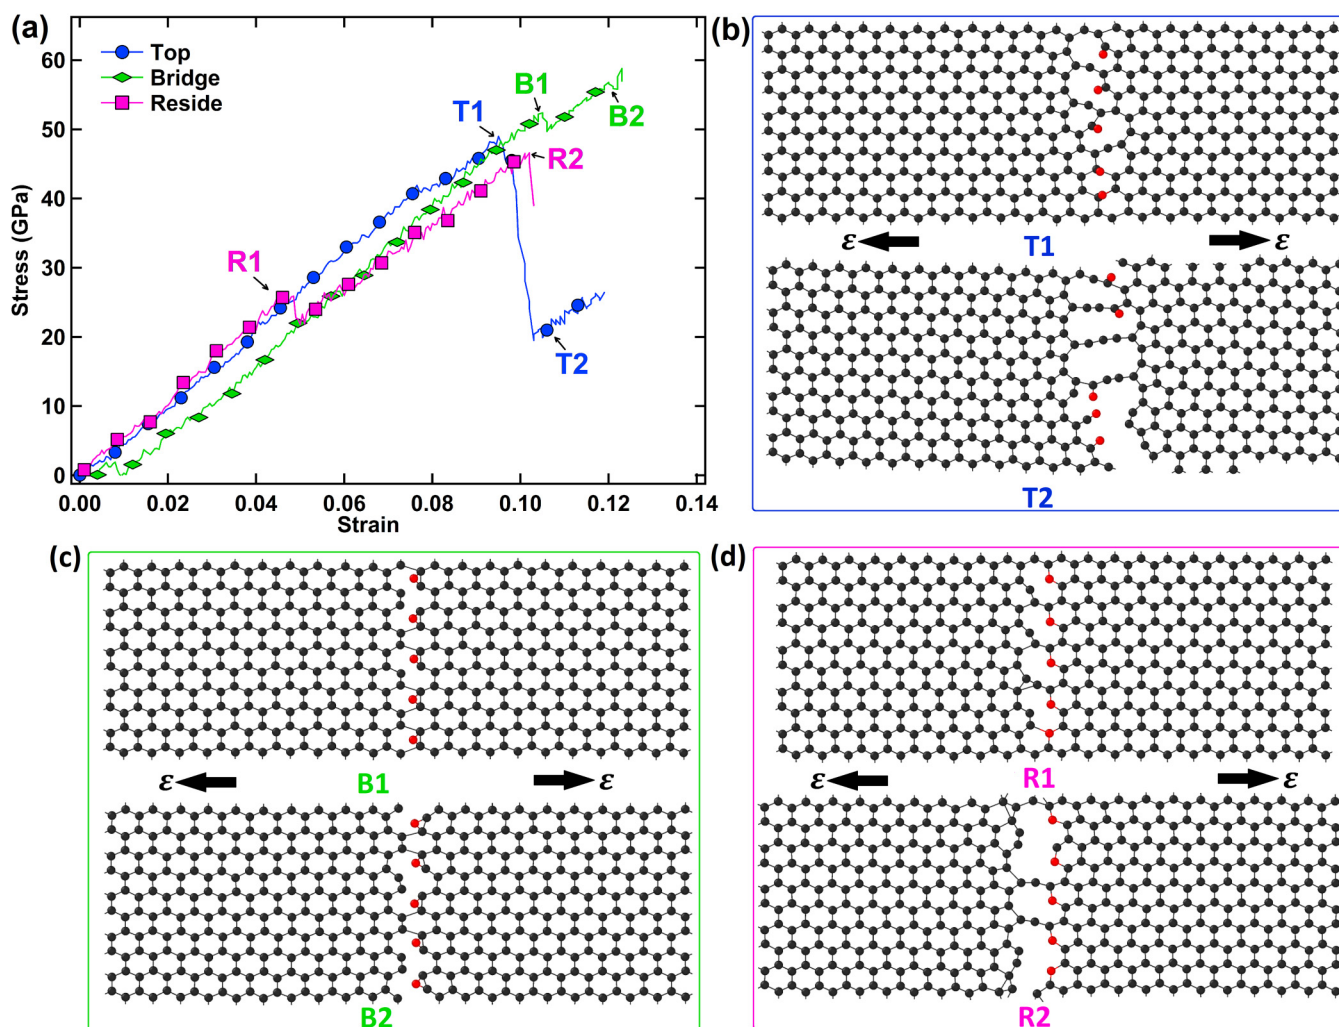 (a)
Top
Bridge
Reside
T1
B1
B2
R2
R1
T2
Stress (GPa)
60
50
40
30
20
10
0
0.00 0.02 0.04 0.06 0.08 0.10 0.12 0.14
Strain
(b)
ε ε
T1
T2
(c)
ε ε
B1
B2
(d)
ε ε
R1
R2